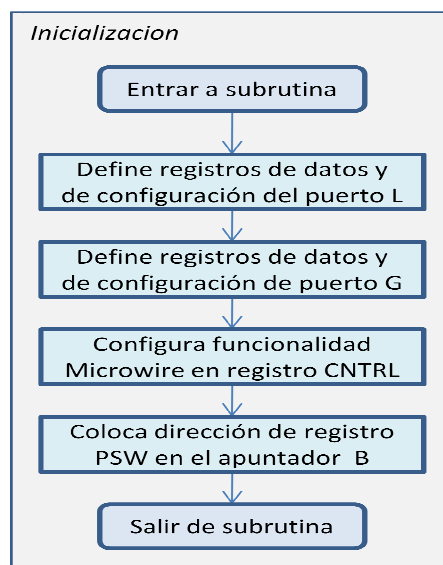 Inicializacion
Entrar a subrutina
Define registros de datos y
de configuración del puerto L
Define registros de datos y
de configuración de puerto G
Configura funcionalidad
Microwire en registro CNTRL
Coloca dirección de registro
PSW en el apuntador B
Salir de subrutina